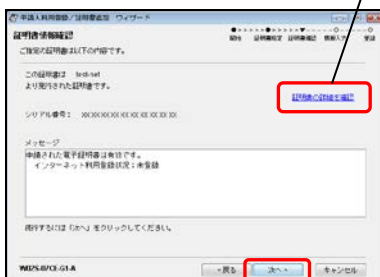 申請人利用登録／証明書追加 ウィザード
証明書情報確認
ご指定の証明書は以下の内容です。
この証明書は test-net
より発行された証明書です。
証明書の詳細を確認
シリアル番号：
メッセージ
申請された電子証明書は有効です。
インターネット利用登録状況：未登録
続行するには「次へ」をクリックしてください。
<戻る
次へ>
キャンセル